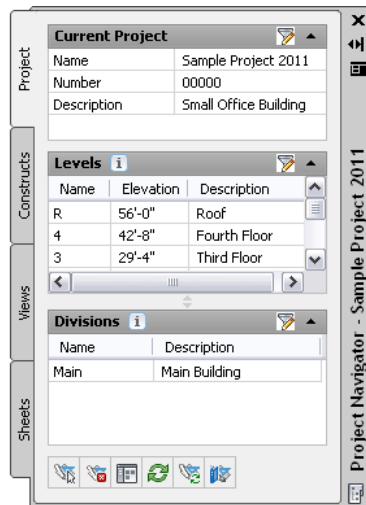 Project
Constructs
Views
Sheets
Current Project
Name Sample Project 2011
Number 00000
Description Small Office Building
Levels i
Name Elevation Description
R 56'-0" Roof
4 42'-8" Fourth Floor
3 29'-4" Third Floor
Divisions i
Name Description
Main Main Building
Project Navigator - Sample Project 2011